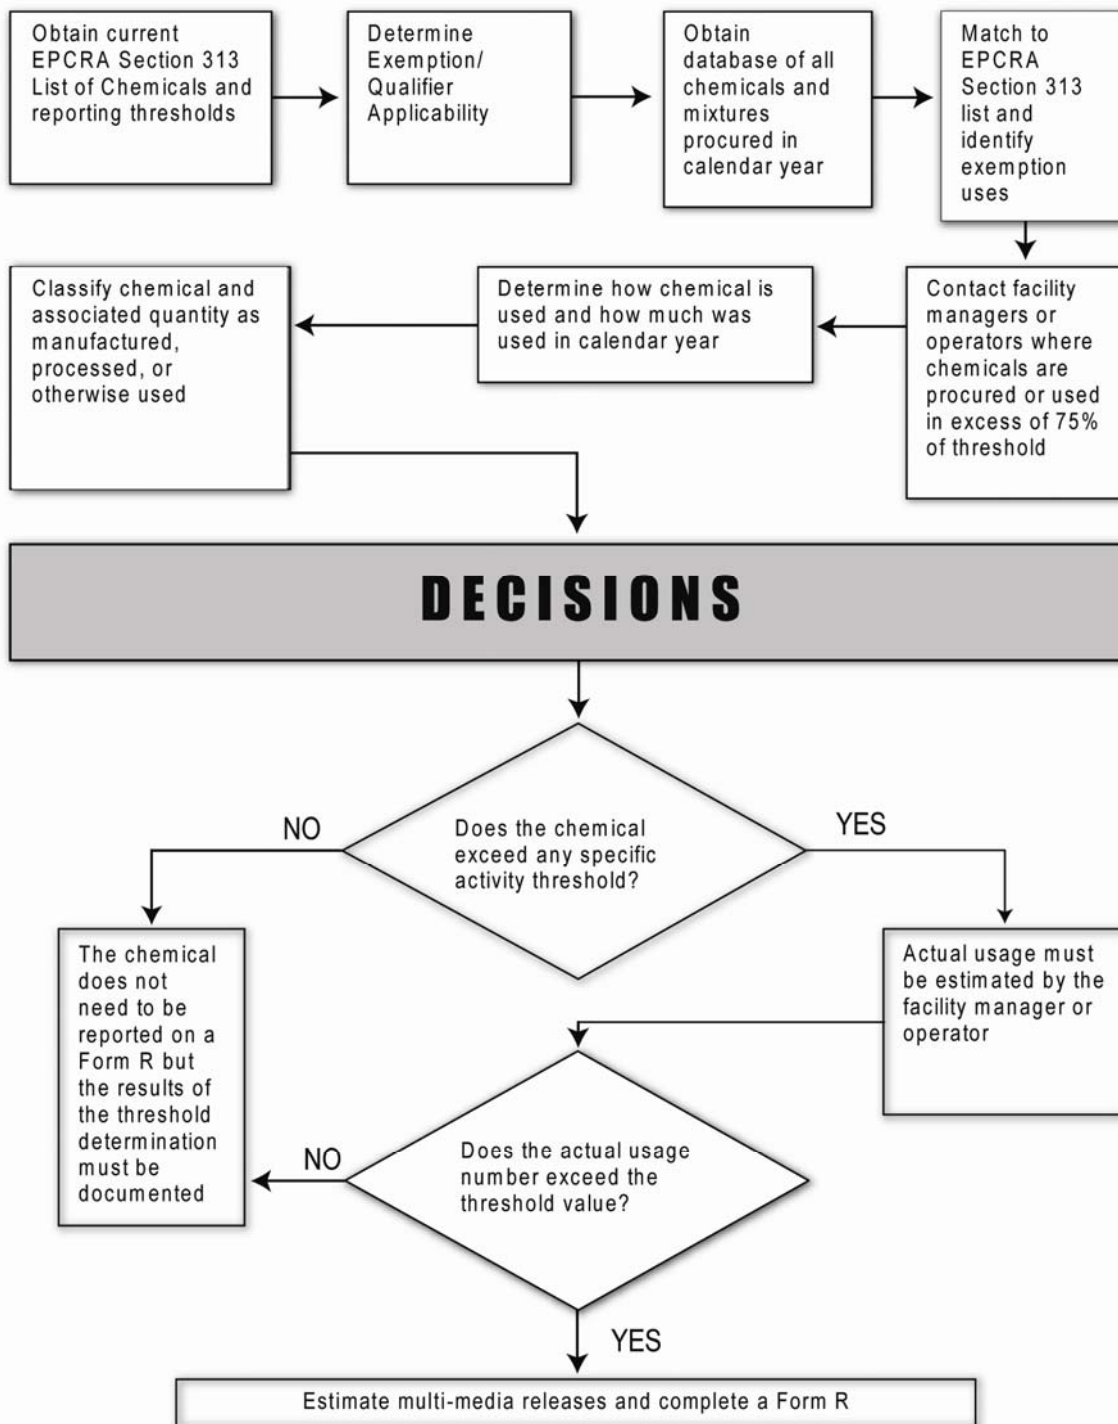 Obtain current
EPCRA Section 313
List of Chemicals and
reporting thresholds
Determine
Exemption/
Qualifier
Applicability
Obtain
database of all
chemicals and
mixtures
procured in
calendar year
Match to
EPCRA
Section 313
list and
identify
exemption
uses
Contact facility
managers or
operators where
chemicals are
procured or used
in excess of 75%
of threshold
Determine how chemical is
used and how much was
used in calendar year
Classify chemical and
associated quantity as
manufactured,
processed, or
otherwise used
DECISIONS
Does the chemical
exceed any specific
activity threshold?
NO
YES
The chemical
does not
need to be
reported on a
Form R but
the results of
the threshold
determination
must be
documented
Actual usage must
be estimated by the
facility manager or
operator
Does the actual usage
number exceed the
threshold value?
NO
YES
Estimate multi-media releases and complete a Form R